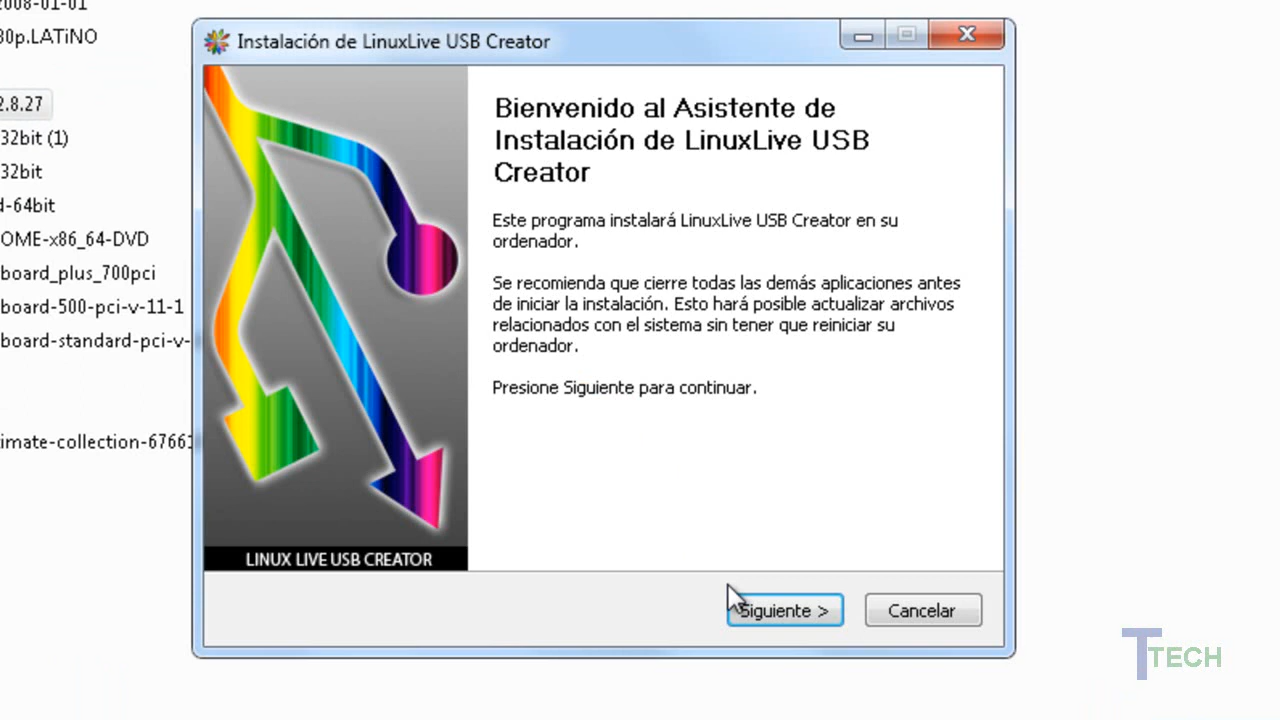 2008-01-01
30p.LATiNO
2.8.27
32bit (1)
32bit
d-64bit
OME-x86_64-DVD
board_plus_700pci
board-500-pci-v-11-1
board-standard-pci-v-
timate-collection-67661
Instalación de LinuxLive USB Creator
Bienvenido al Asistente de
Instalación de LinuxLive USB
Creator
Este programa instalará LinuxLive USB Creator en su
ordenador.
Se recomienda que cierre todas las demás aplicaciones antes
de iniciar la instalación. Esto hará posible actualizar archivos
relacionados con el sistema sin tener que reiniciar su
ordenador.
Presione Siguiente para continuar.
LINUX LIVE USB CREATOR
Siguiente >
Cancelar
TTECH